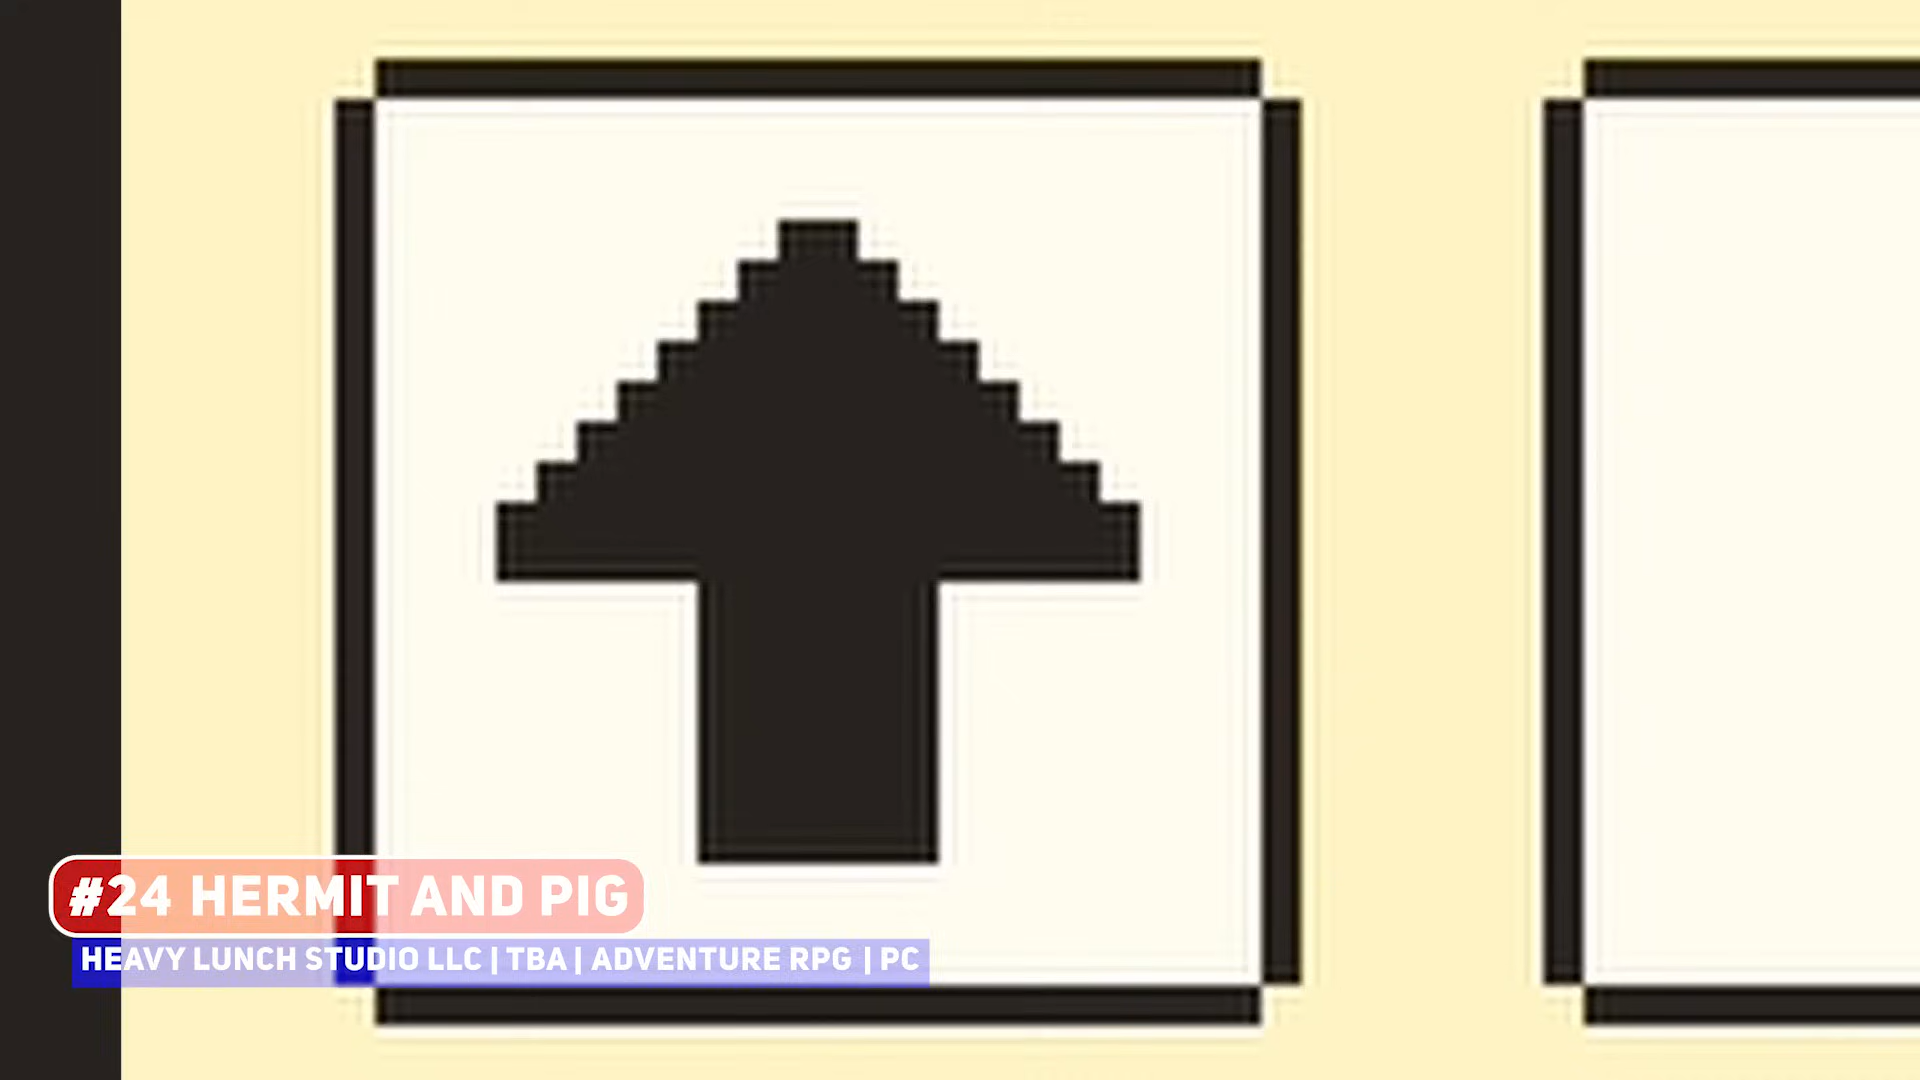 #24 HERMIT AND PIG
HEAVY LUNCH STUDIO LLC | TBA | ADVENTURE RPG | PC